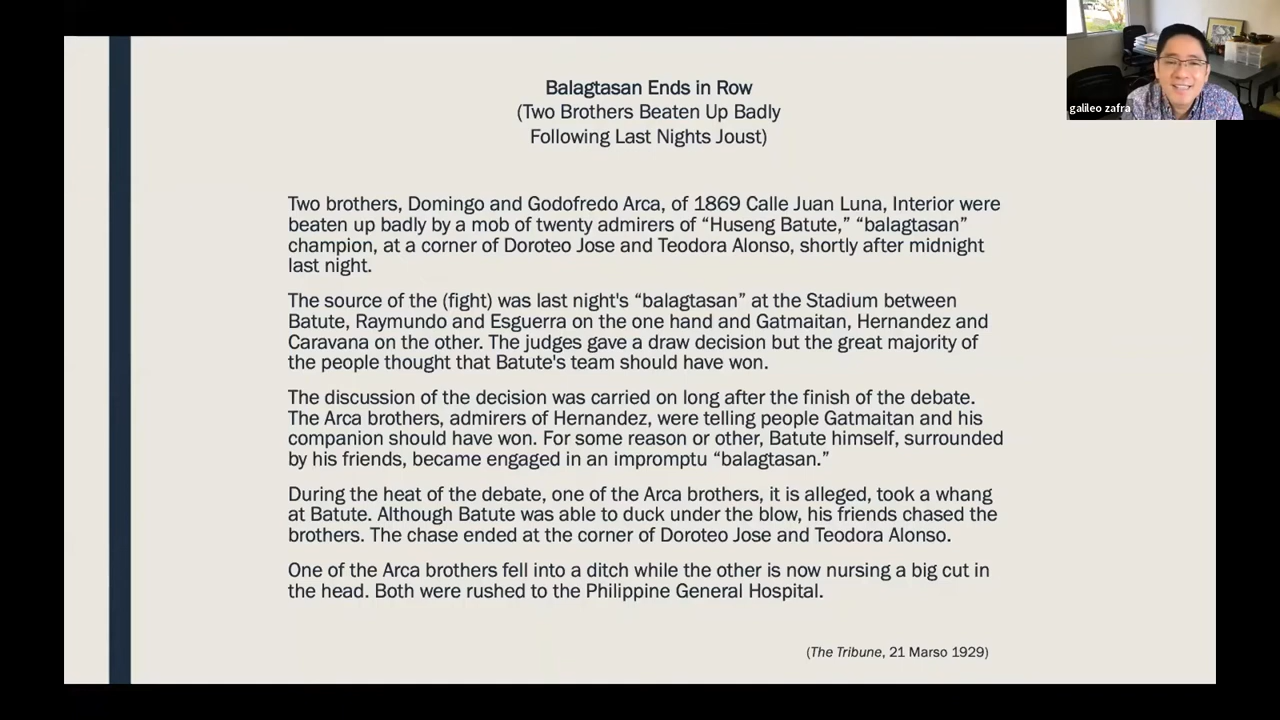 Balagtasan Ends in Row
(Two Brothers Beaten Up Badly
Following Last Nights Joust)
galileo zafra
Two brothers, Domingo and Godofredo Arca, of 1869 Calle Juan Luna, Interior were
beaten up badly by a mob of twenty admirers of “Huseng Batute,” “balagtasan”
champion, at a corner of Doroteo Jose and Teodora Alonso, shortly after midnight
last night.
The source of the (fight) was last night's “balagtasan” at the Stadium between
Batute, Raymundo and Esguerra on the one hand and Gatmaitan, Hernandez and
Caravana on the other. The judges gave a draw decision but the great majority of
the people thought that Batute's team should have won.
The discussion of the decision was carried on long after the finish of the debate.
The Arca brothers, admirers of Hernandez, were telling people Gatmaitan and his
companion should have won. For some reason or other, Batute himself, surrounded
by his friends, became engaged in an impromptu “balagtasan.”
During the heat of the debate, one of the Arca brothers, it is alleged, took a whang
at Batute. Although Batute was able to duck under the blow, his friends chased the
brothers. The chase ended at the corner of Doroteo Jose and Teodora Alonso.
One of the Arca brothers fell into a ditch while the other is now nursing a big cut in
the head. Both were rushed to the Philippine General Hospital.
(The Tribune, 21 Marso 1929)